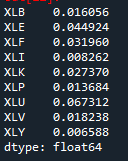 XLB 0.016056
XLE 0.044924
XLF 0.031960
XLI 0.008262
XLK 0.027370
XLP 0.013684
XLU 0.067312
XLV 0.018238
XLY 0.006588
dtype: float64